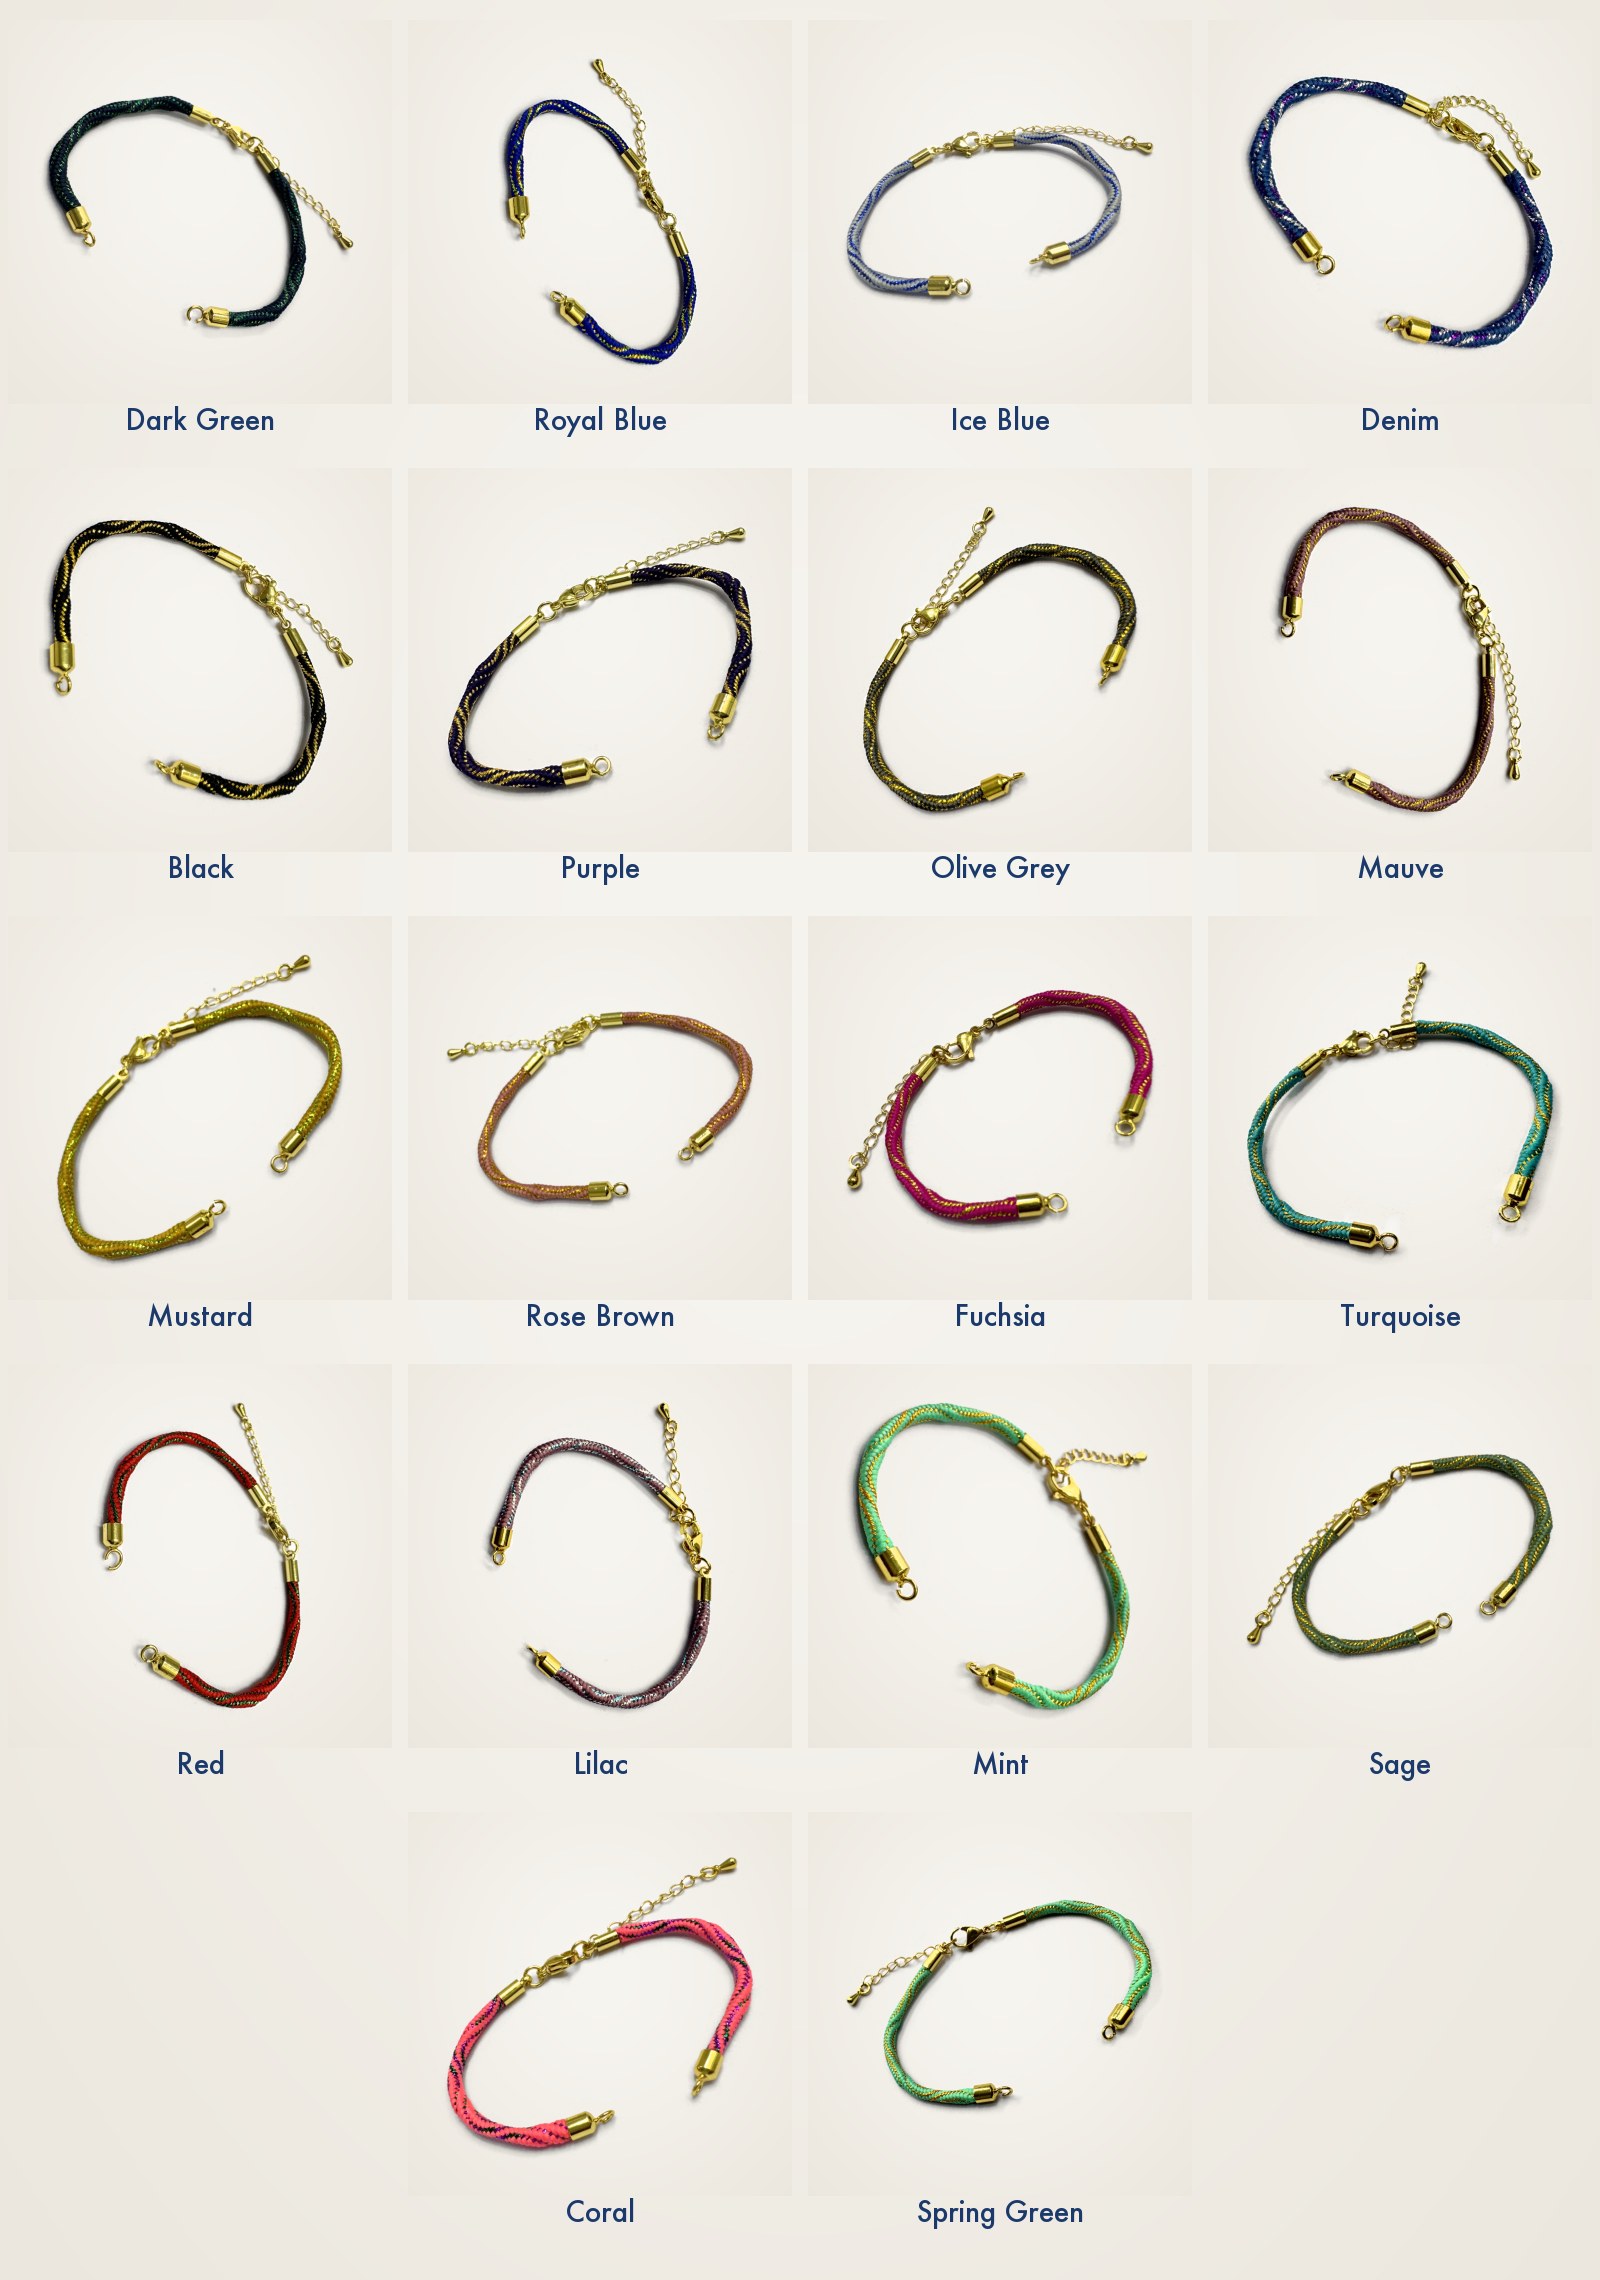 Dark Green
Royal Blue
Ice Blue
Denim
Black
Purple
Olive Grey
Mauve
Mustard
Rose Brown
Fuchsia
Turquoise
Red
Lilac
Mint
Sage
Coral
Spring Green